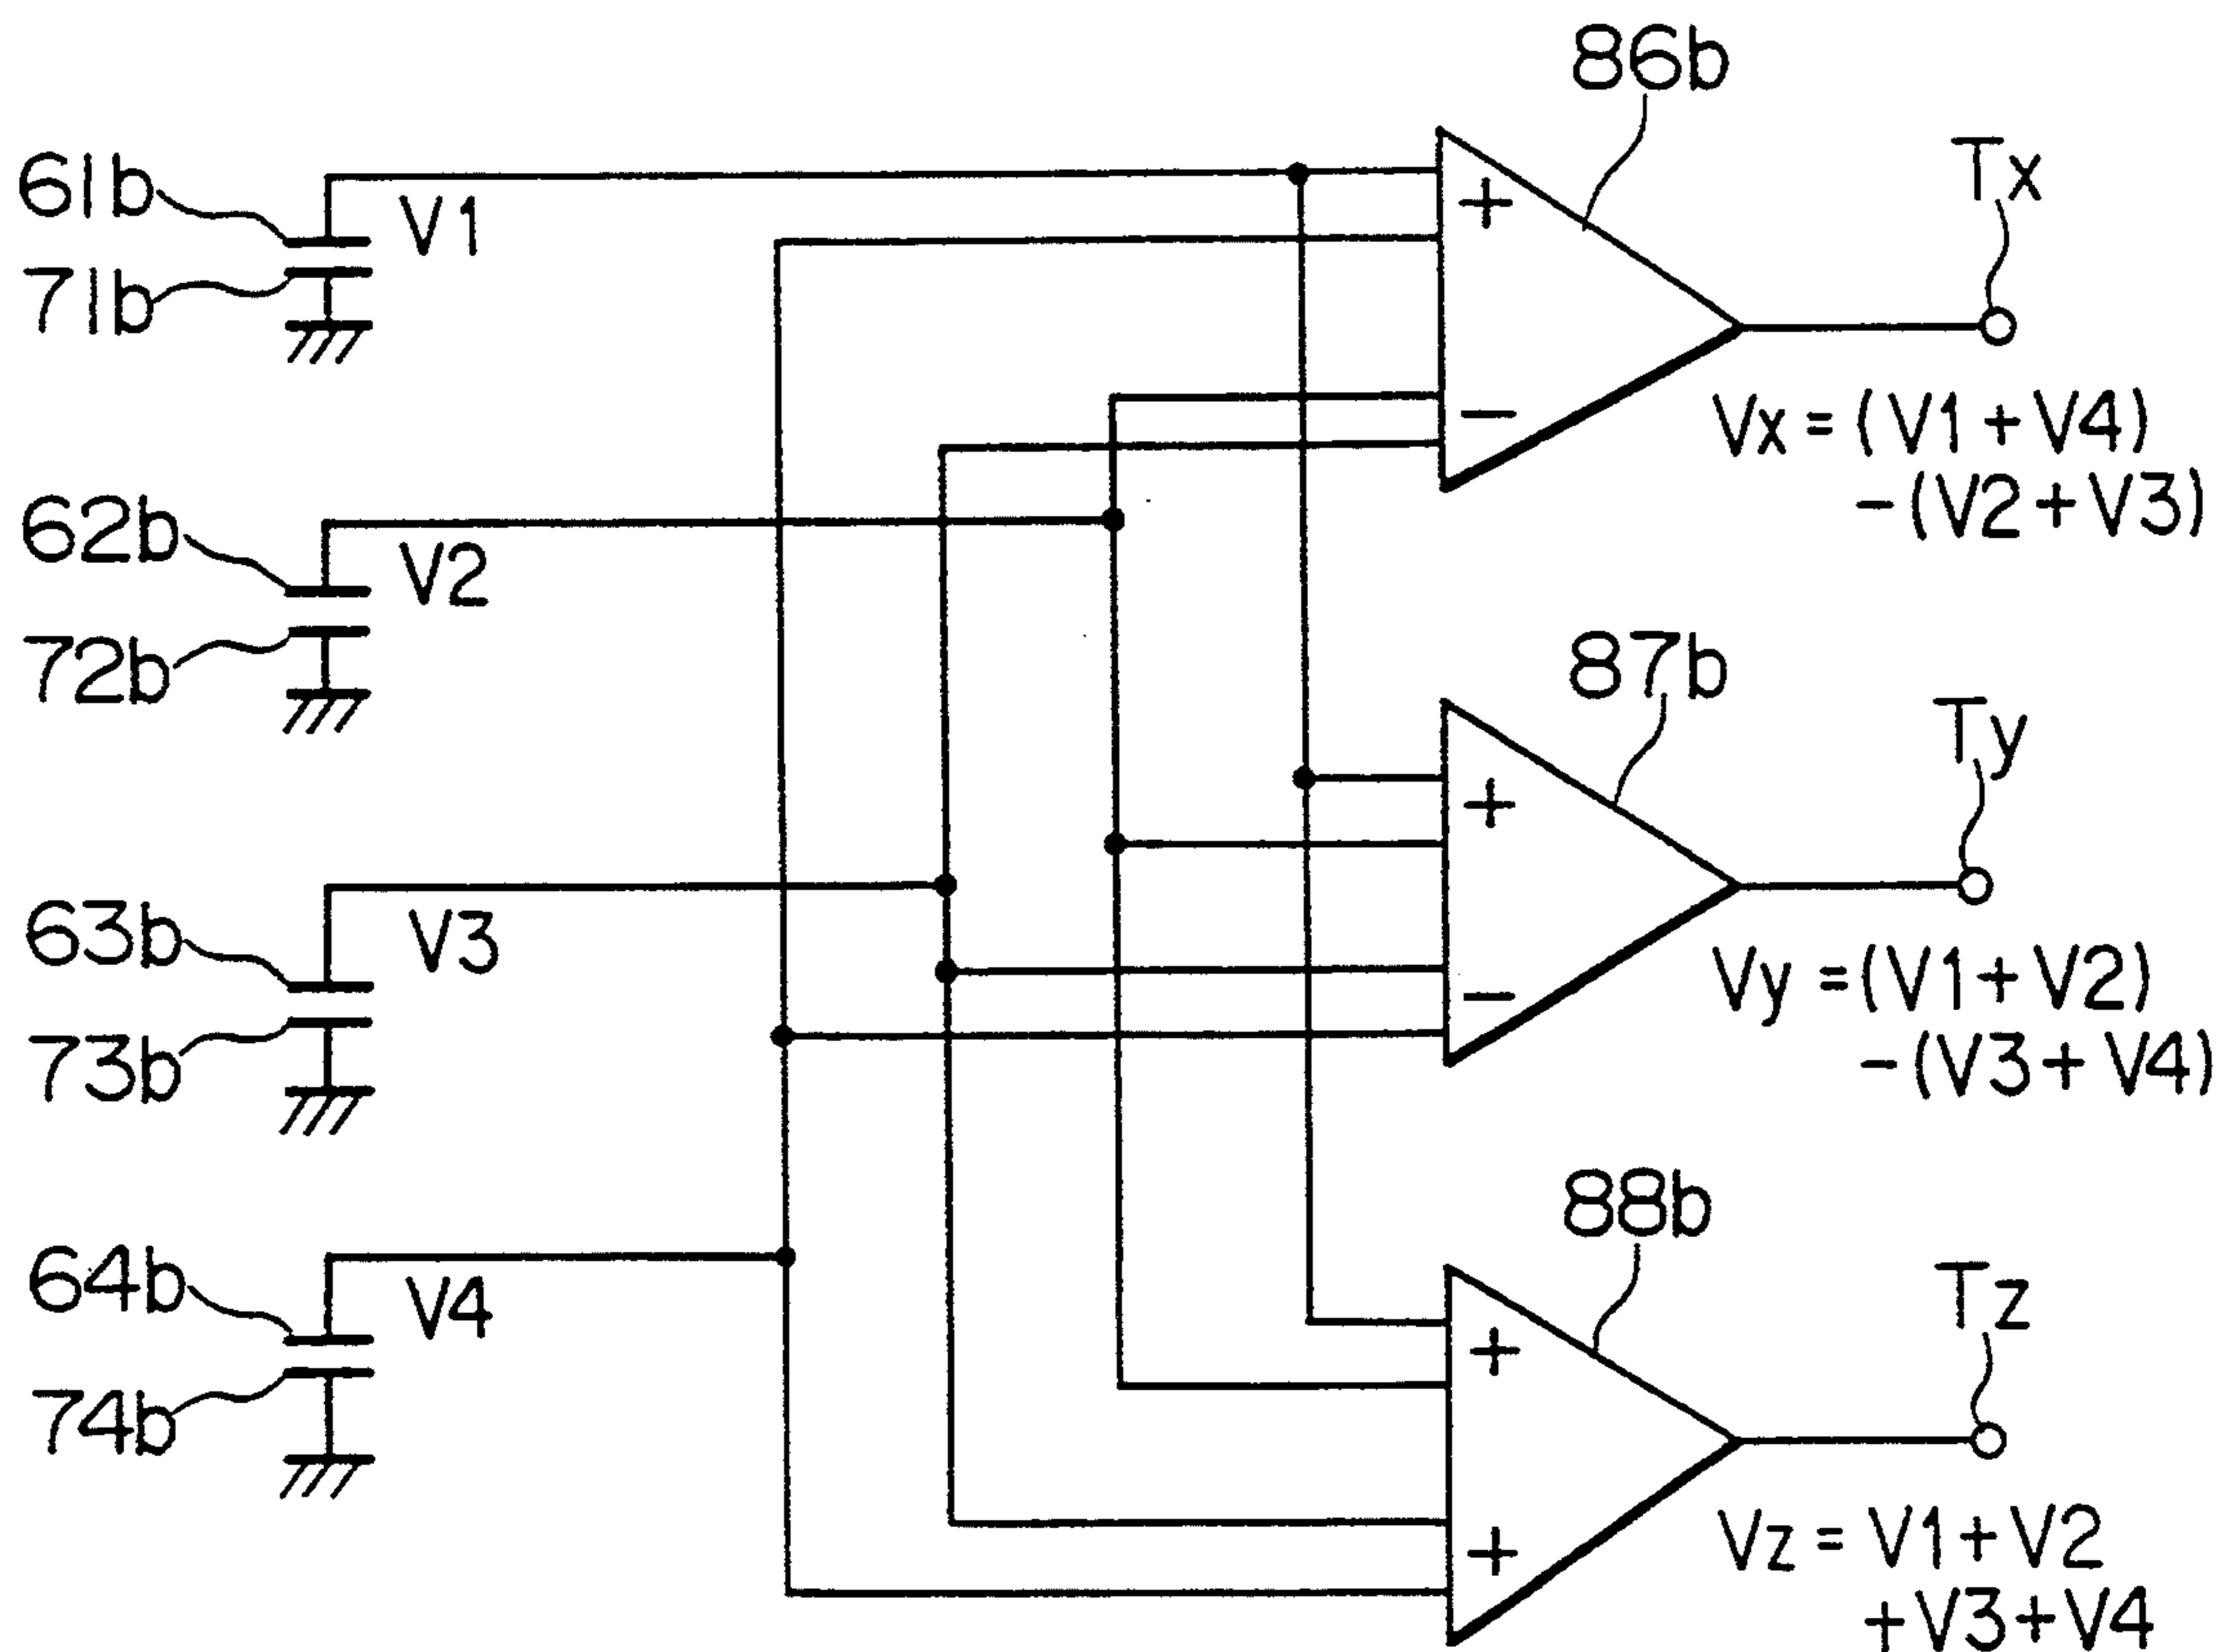 86b
61b
V1
Tx
71b
Vx = (V1 + V4)
- (V2 + V3)
62b
V2
72b
87b
Ty
63b
V3
73b
Vy = (V1 + V2)
- (V3 + V4)
88b
64b
V4
Tz
74b
Vz = V1 + V2
+ V3 + V4
+
-
+
-
+
+